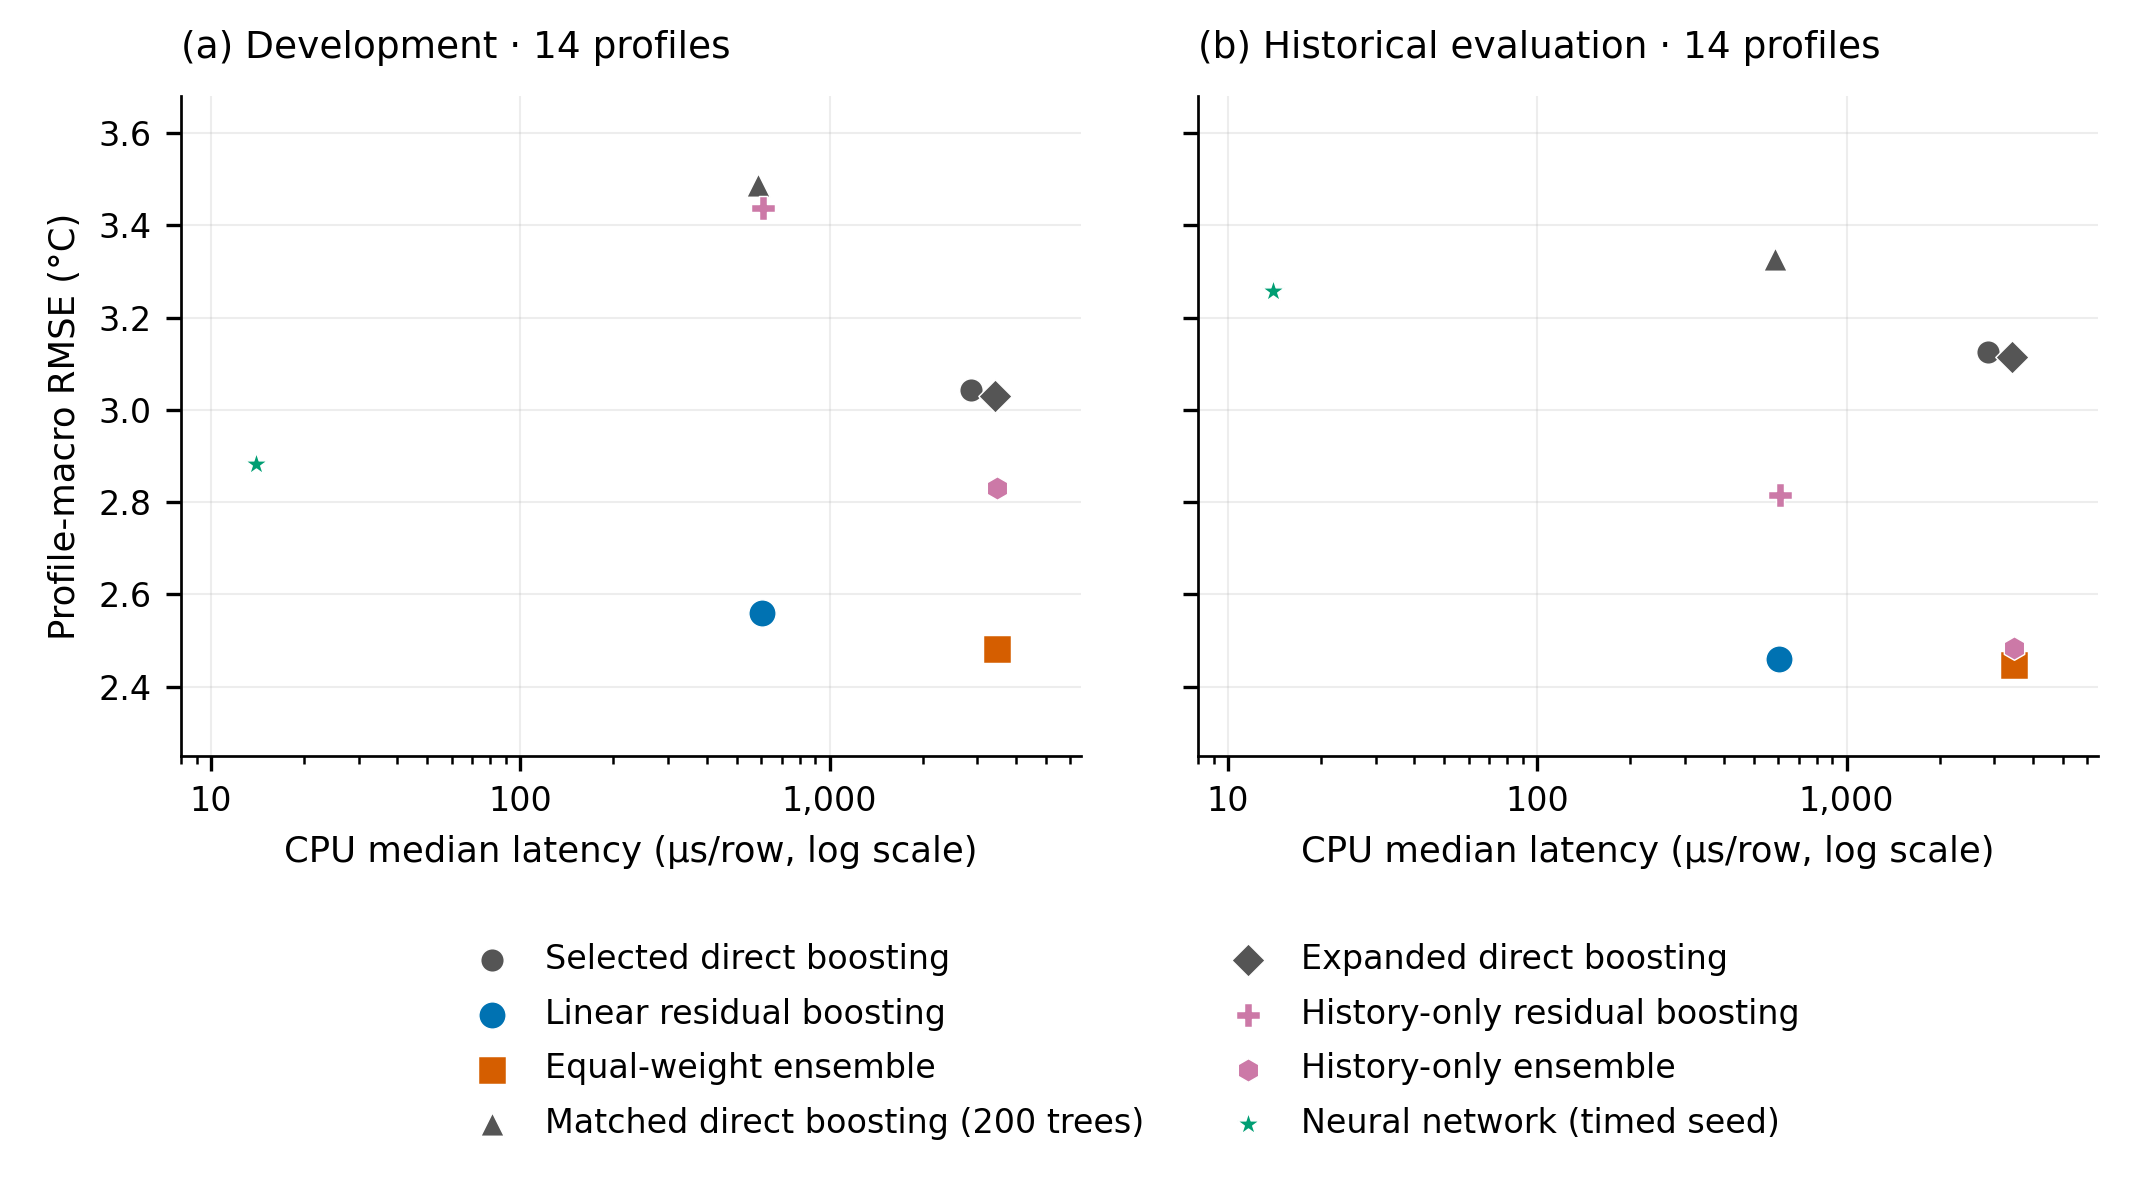 (a) Development · 14 profiles
(b) Historical evaluation · 14 profiles
Profile-macro RMSE (°C)
3.6
3.4
3.2
3.0
2.8
2.6
2.4
10
100
1,000
10
100
1,000
CPU median latency (µs/row, log scale)
CPU median latency (µs/row, log scale)
Selected direct boosting
Linear residual boosting
Equal-weight ensemble
Matched direct boosting (200 trees)
Expanded direct boosting
History-only residual boosting
History-only ensemble
Neural network (timed seed)